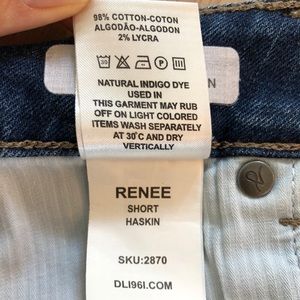 98% COTTON-COTON
ALGODÃO-ALGODON
2% LYCRA
NATURAL INDIGO DYE
USED IN
THIS GARMENT MAY RUB
OFF ON LIGHT COLORED
ITEMS WASH SEPARATELY
AT 30°C AND DRY
VERTICALLY
RENEE
SHORT
HASKIN
SKU:2870
DLI96I.COM